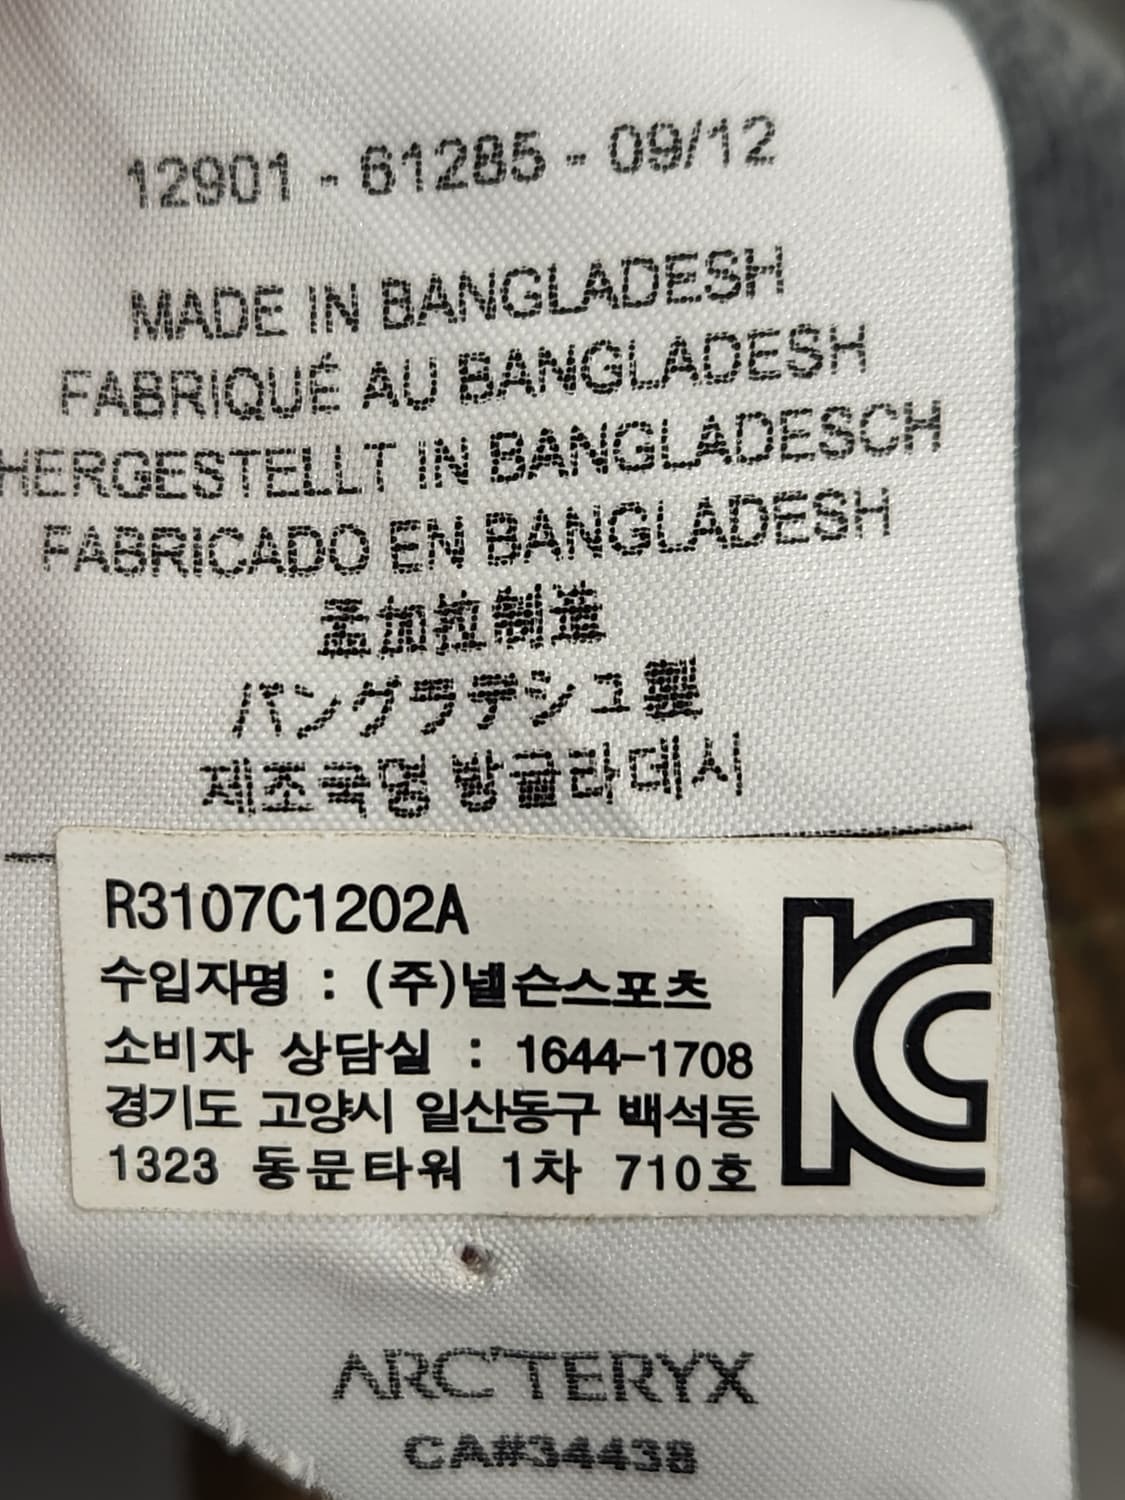 12901 - 61285 - 09/12
MADE IN BANGLADESH
FABRIQUÉ AU BANGLADESH
HERGESTELLT IN BANGLADESCH
FABRICADO EN BANGLADESH
孟加拉制造
バングラデシュ製
제조국명 방글라데시
R3107C1202A
수입자명 : (주)넬슨스포츠
소비자 상담실 : 1644-1708
경기도 고양시 일산동구 백석동
1323 동문타워 1차 710호
KC
ARC'TERYX
CA#34438